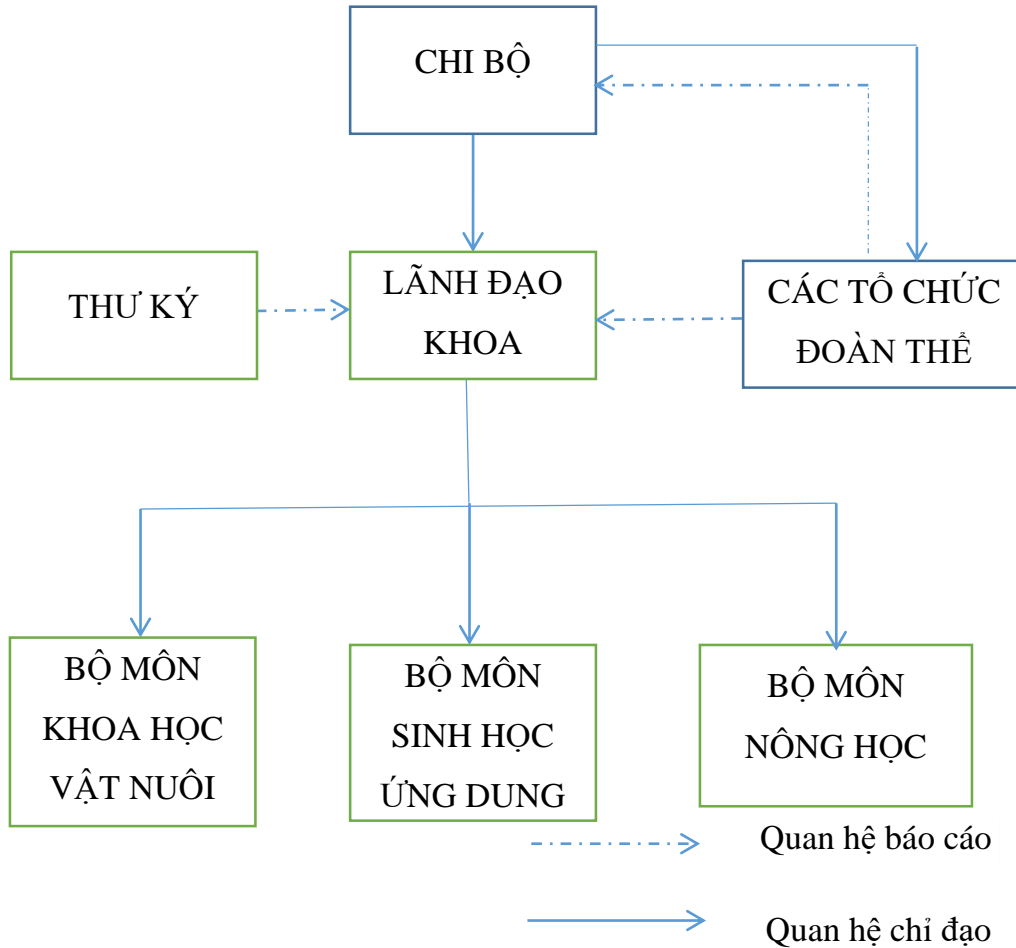 CHI BỘ
THƯ KÝ
LÃNH ĐẠO
KHOA
CÁC TỔ CHỨC
ĐOÀN THỂ
BỘ MÔN
KHOA HỌC
VẬT NUÔI
BỘ MÔN
SINH HỌC
ỨNG DUNG
BỘ MÔN
NÔNG HỌC
Quan hệ báo cáo
Quan hệ chỉ đạo